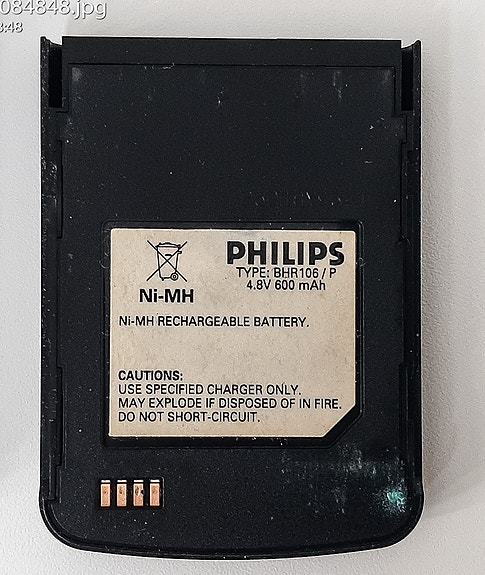 084848.jpg
:48
PHILIPS
TYPE: BHR106 / P
4.8V 600 mAh
Ni-MH
Ni-MH RECHARGEABLE BATTERY.
CAUTIONS:
USE SPECIFIED CHARGER ONLY.
MAY EXPLODE IF DISPOSED OF IN FIRE.
DO NOT SHORT-CIRCUIT.